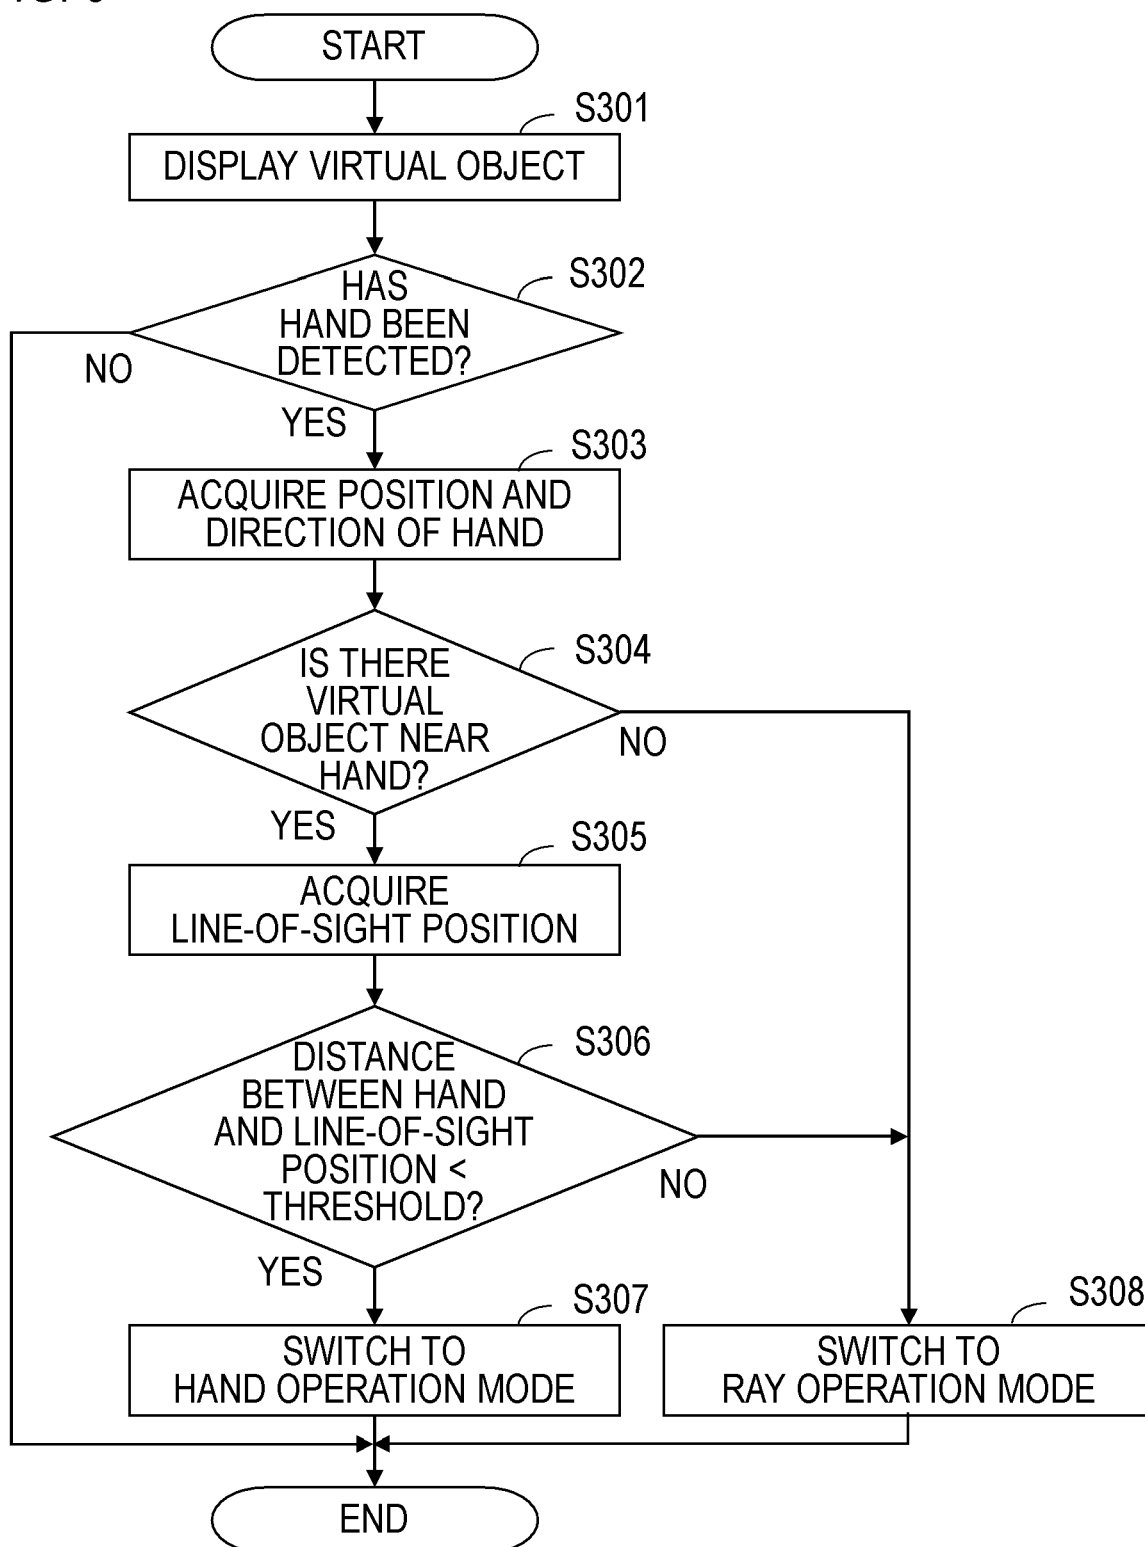 START
S301
DISPLAY VIRTUAL OBJECT
S302
HAS
HAND BEEN
DETECTED?
NO
YES
S303
ACQUIRE POSITION AND
DIRECTION OF HAND
S304
IS THERE
VIRTUAL
OBJECT NEAR
HAND?
NO
YES
S305
ACQUIRE
LINE-OF-SIGHT POSITION
S306
DISTANCE
BETWEEN HAND
AND LINE-OF-SIGHT
POSITION <
THRESHOLD?
NO
YES
S307
SWITCH TO
HAND OPERATION MODE
S308
SWITCH TO
RAY OPERATION MODE
END